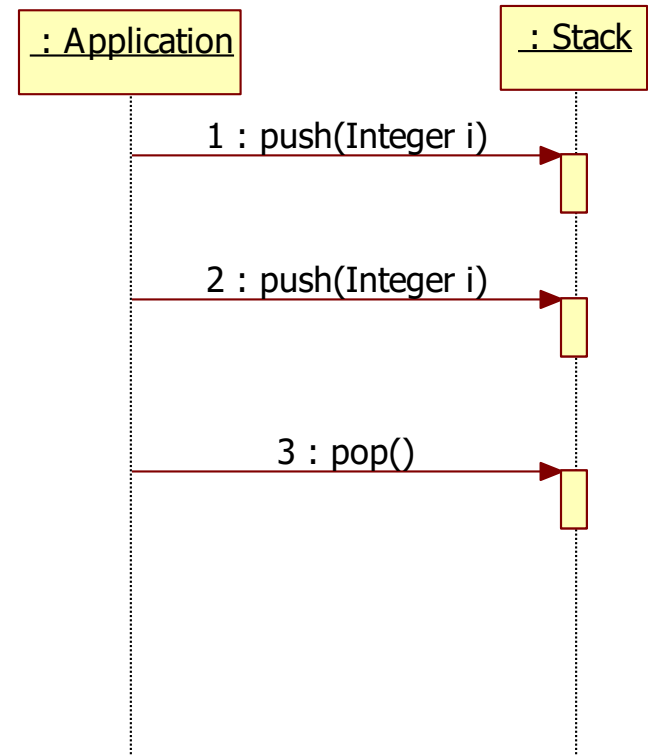 : Application
: Stack
1 : push(Integer i)
2 : push(Integer i)
3 : pop()